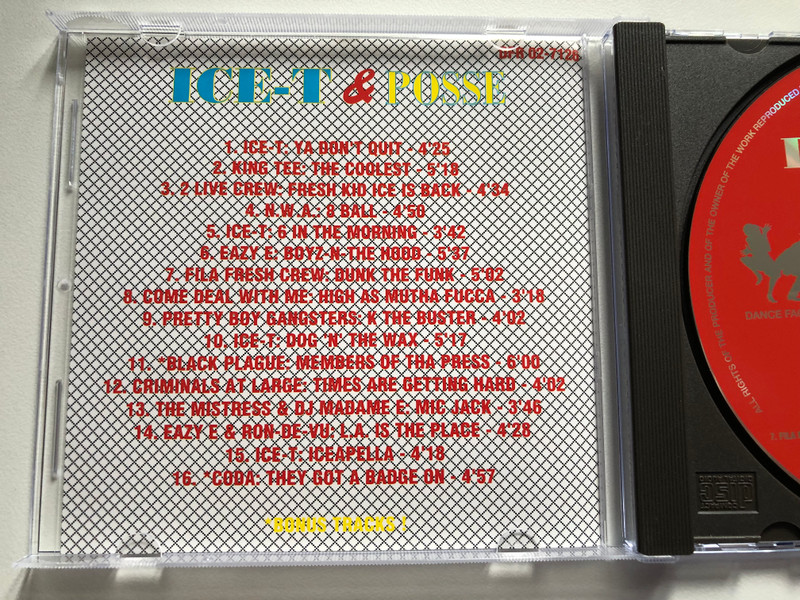 DFR 02-7128
ICE-T & POSSE
1. ICE-T: YA DON'T QUIT - 4'25
2. KING TEE: THE COOLEST - 5'18
3. 2 LIVE CREW: FRESH KID ICE IS BACK - 4'34
4. N.W.A.: 8 BALL - 4'50
5. ICE-T: 6 IN THE MORNING - 3'42
6. EAZY E: BOYZ-N-THE HOOD - 5'37
7. FILA FRESH CREW: DUNK THE FUNK - 5'02
8. COME DEAL WITH ME: HIGH AS MUTHA FUCCA - 3'18
9. PRETTY BOY GANGSTERS: K THE BUSTER - 4'02
10. ICE-T: DOG 'N' THE WAX - 5'17
11. *BLACK PLAGUE: MEMBERS OF THA PRESS - 6'00
12. CRIMINALS AT LARGE: TIMES ARE GETTING HARD - 4'02
13. THE MISTRESS & DJ MADAME E: MIC JACK - 3'46
14. EAZY E & RON-DE-VU: L.A. IS THE PLACE - 4'28
15. ICE-T: ICEAPELLA - 4'18
16. *CODA: THEY GOT A BADGE ON - 4'57
*BONUS TRACKS !
ALL RIGHTS OF THE PRODUCER AND OF THE OWNER OF THE WORK REPRODUCED
DANCE
7. FILA